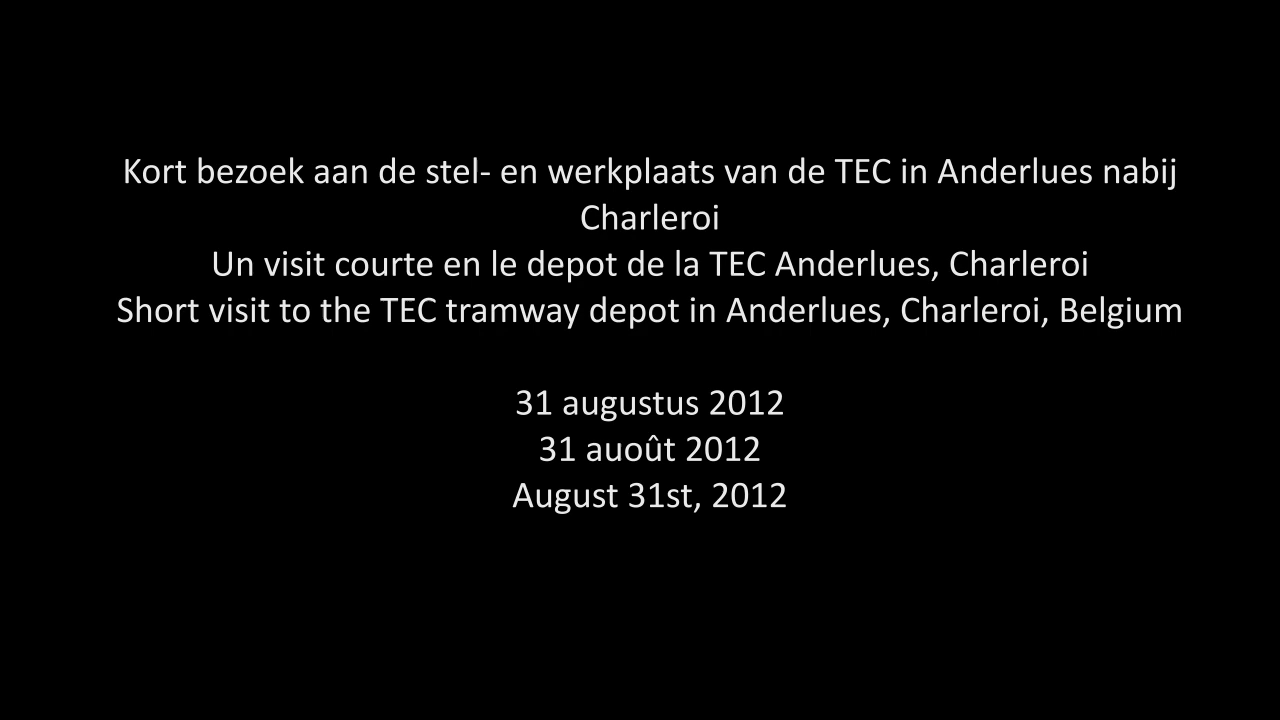 Kort bezoek aan de stel- en werkplaats van de TEC in Anderlues nabij
Charleroi
Un visit courte en le depot de la TEC Anderlues, Charleroi
Short visit to the TEC tramway depot in Anderlues, Charleroi, Belgium
31 augustus 2012
31 auoût 2012
August 31st, 2012